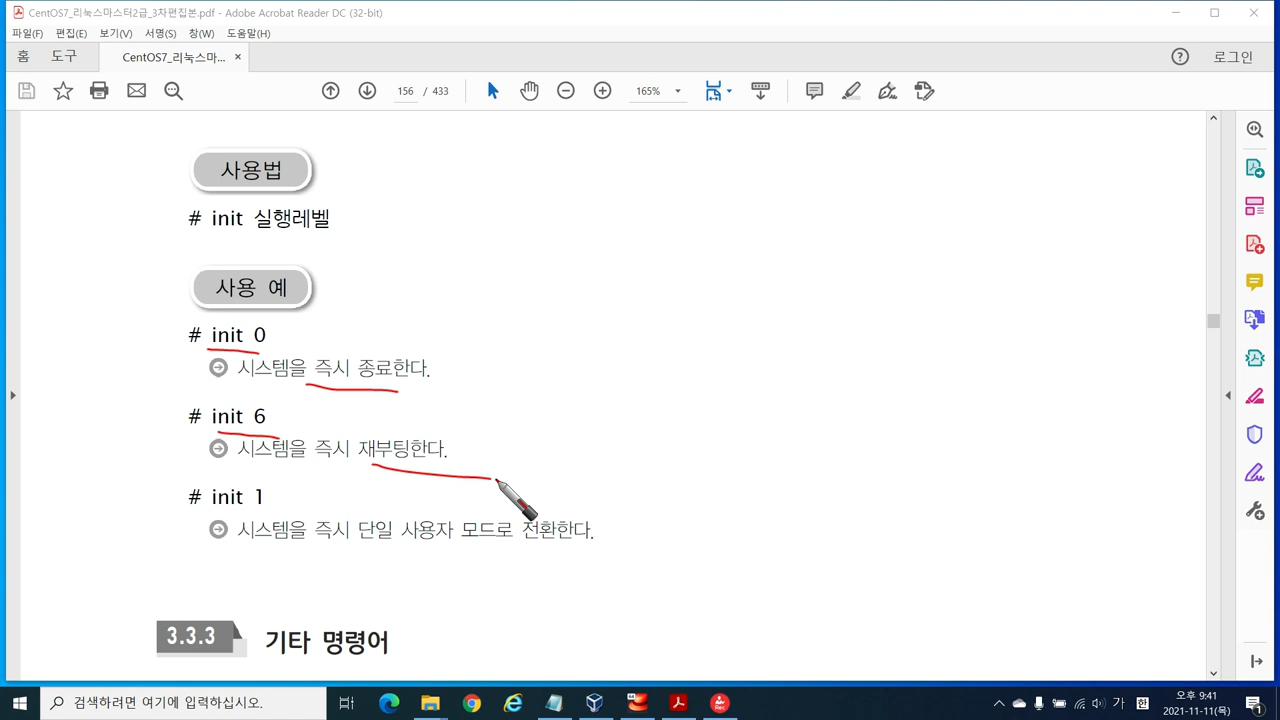 CentOS7_리눅스마스터2급_3차편집본.pdf - Adobe Acrobat Reader DC (32-bit)
파일(F) 편집(E) 보기(V) 서명(S) 창(W) 도움말(H)
홈 도구 CentOS7_리눅스마... × 로그인
156 / 433 165%
사용법
# init 실행레벨
사용 예
# init 0
시스템을 즉시 종료한다.
# init 6
시스템을 즉시 재부팅한다.
# init 1
시스템을 즉시 단일 사용자 모드로 전환한다.
3.3.3 기타 명령어
검색하려면 여기에 입력하십시오.
64
Rec
가 한
오후 9:41
2021-11-11(목)
1